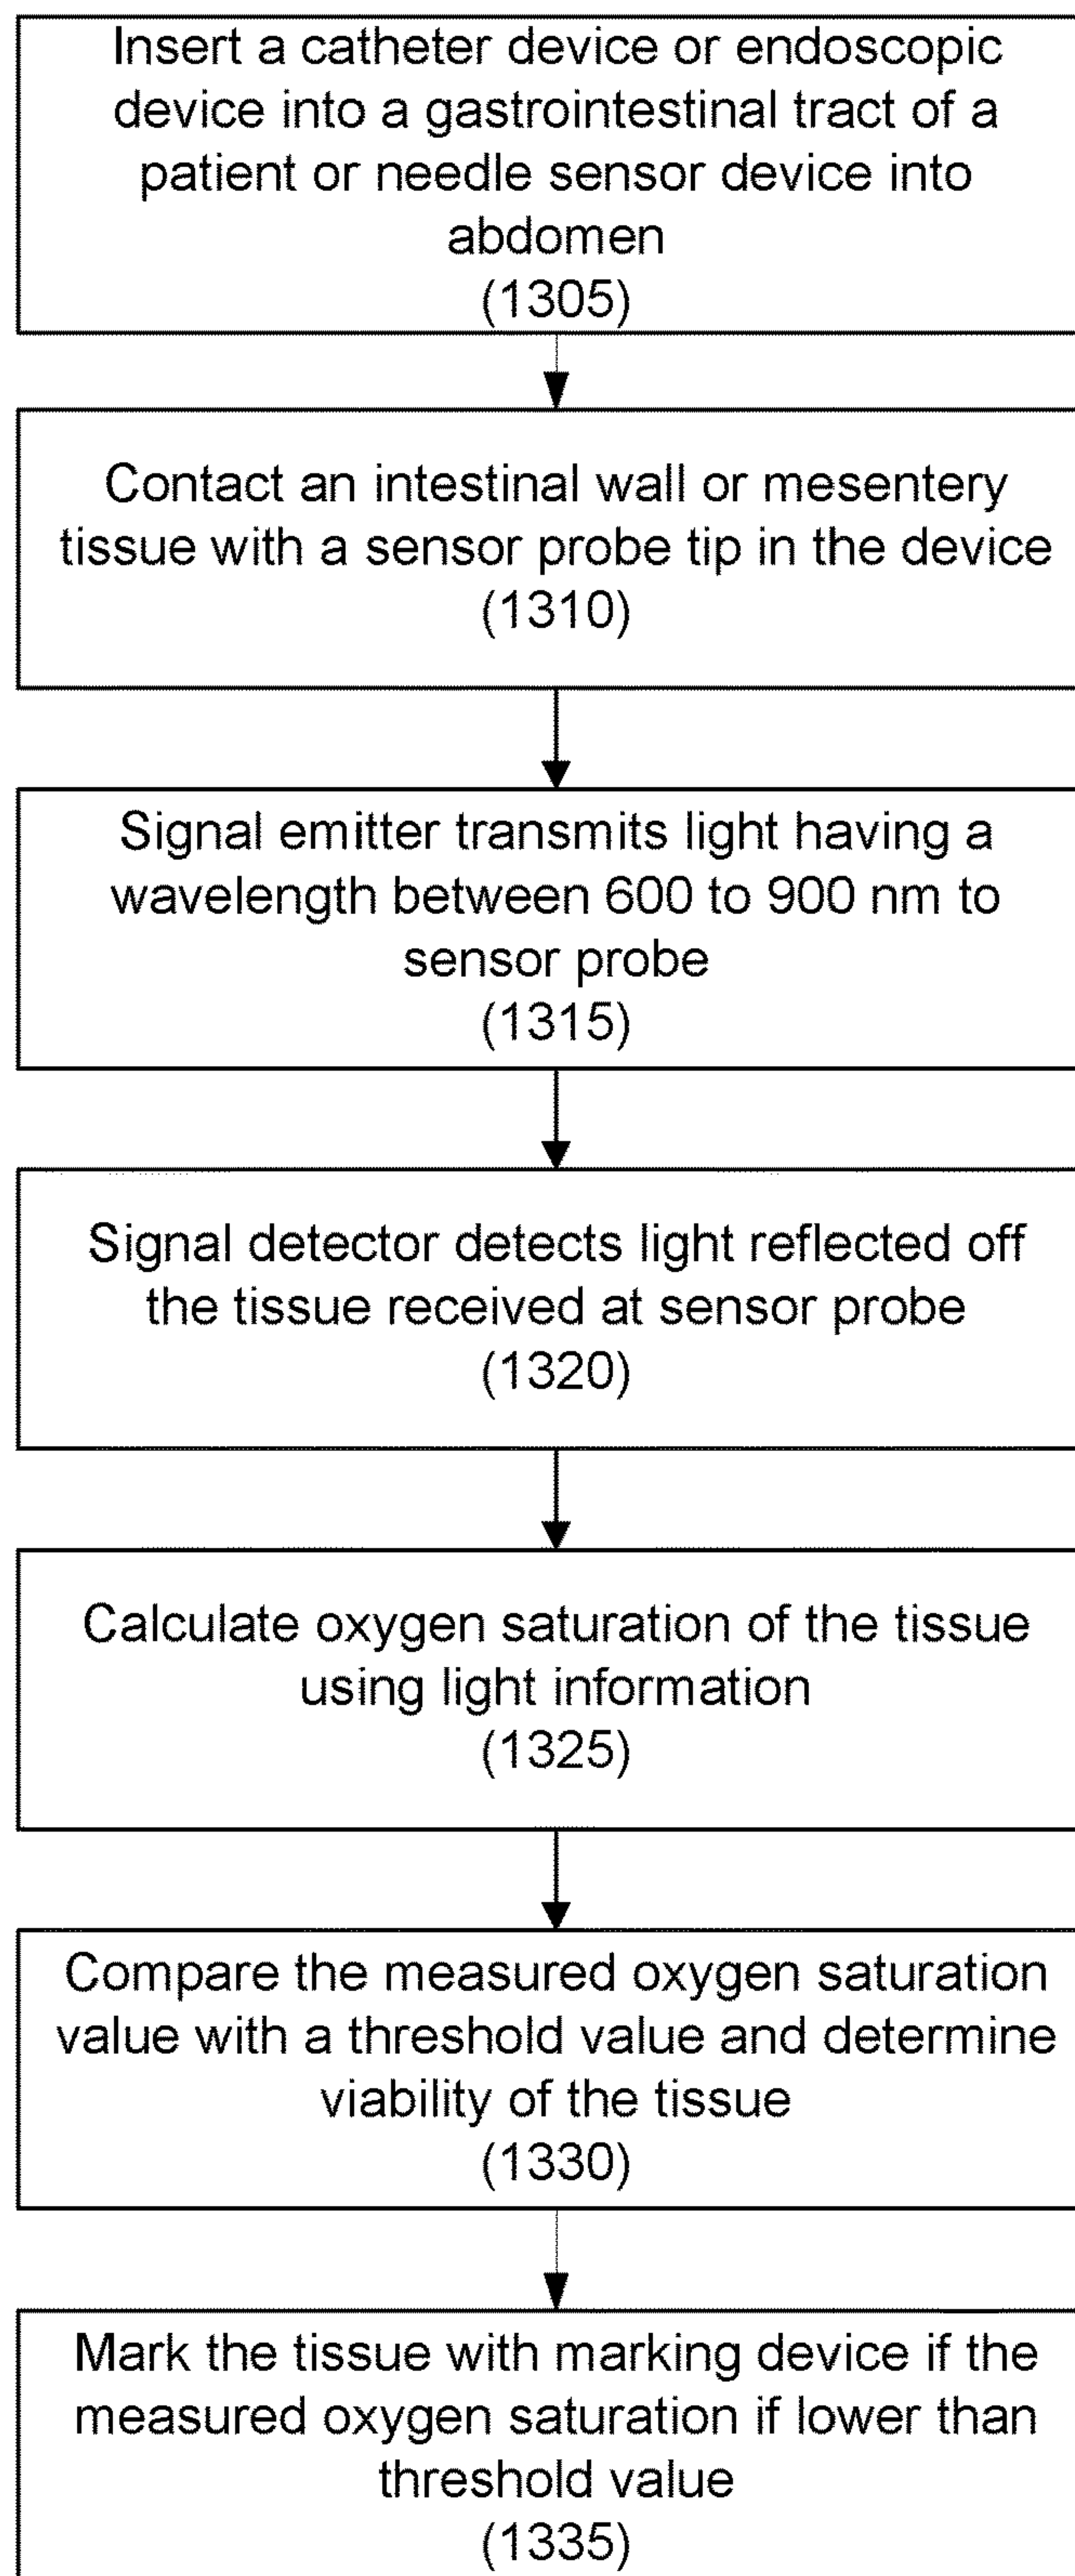 Insert a catheter device or endoscopic
device into a gastrointestinal tract of a
patient or needle sensor device into
abdomen
(1305)
Contact an intestinal wall or mesentery
tissue with a sensor probe tip in the device
(1310)
Signal emitter transmits light having a
wavelength between 600 to 900 nm to
sensor probe
(1315)
Signal detector detects light reflected off
the tissue received at sensor probe
(1320)
Calculate oxygen saturation of the tissue
using light information
(1325)
Compare the measured oxygen saturation
value with a threshold value and determine
viability of the tissue
(1330)
Mark the tissue with marking device if the
measured oxygen saturation if lower than
threshold value
(1335)